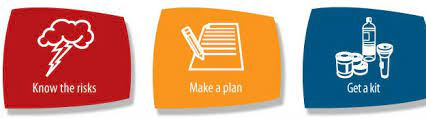 Know the risks
Make a plan
Get a kit